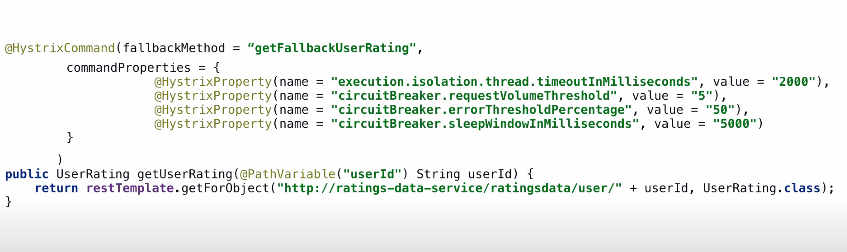 @HystrixCommand(fallbackMethod = “getFallbackUserRating",
commandProperties = {
@HystrixProperty(name = "execution.isolation.thread.timeoutInMilliseconds", value = "2000"),
@HystrixProperty(name = "circuitBreaker.requestVolumeThreshold", value = "5"),
@HystrixProperty(name = "circuitBreaker.errorThresholdPercentage", value = "50"),
@HystrixProperty(name = "circuitBreaker.sleepWindowInMilliseconds", value = "5000")
}
)
public UserRating getUserRating(@PathVariable("userId") String userId) {
return restTemplate.getForObject("http://ratings-data-service/ratingsdata/user/" + userId, UserRating.class);
}